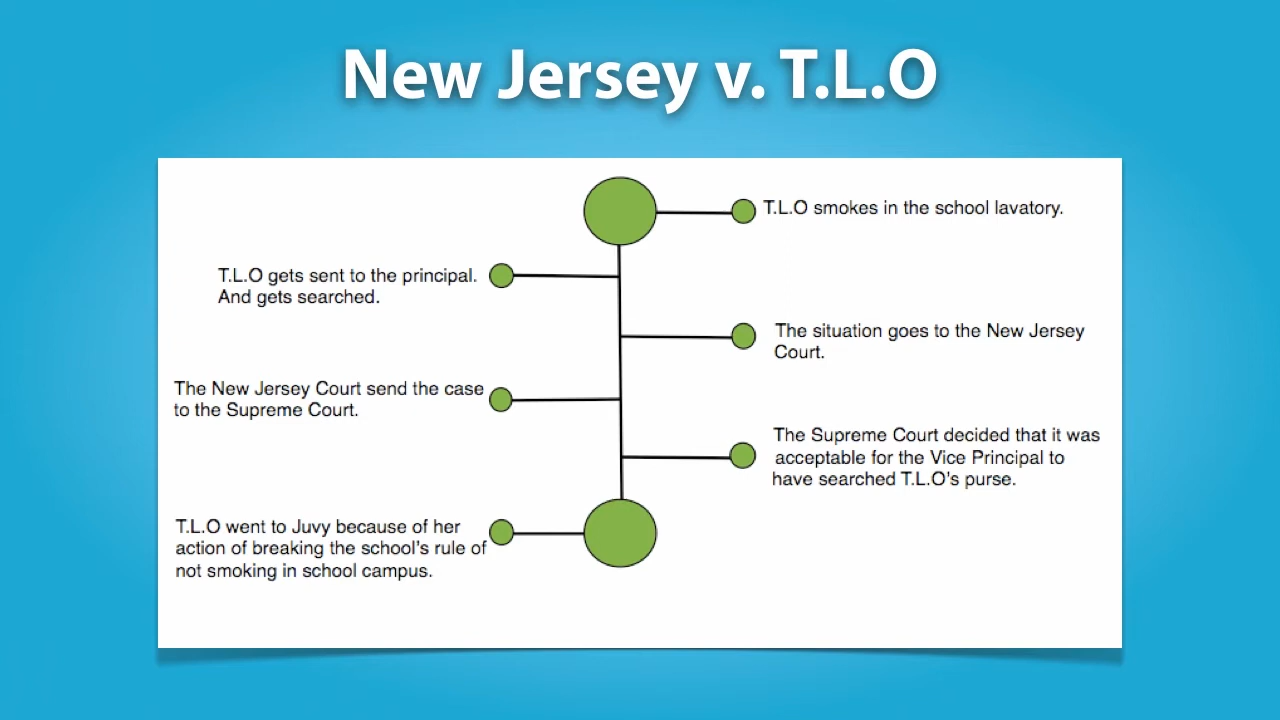 New Jersey v. T.L.O
T.L.O smokes in the school lavatory.
T.L.O gets sent to the principal.
And gets searched.
The situation goes to the New Jersey
Court.
The New Jersey Court send the case
to the Supreme Court.
The Supreme Court decided that it was
acceptable for the Vice Principal to
have searched T.L.O's purse.
T.L.O went to Juvy because of her
action of breaking the school's rule of
not smoking in school campus.